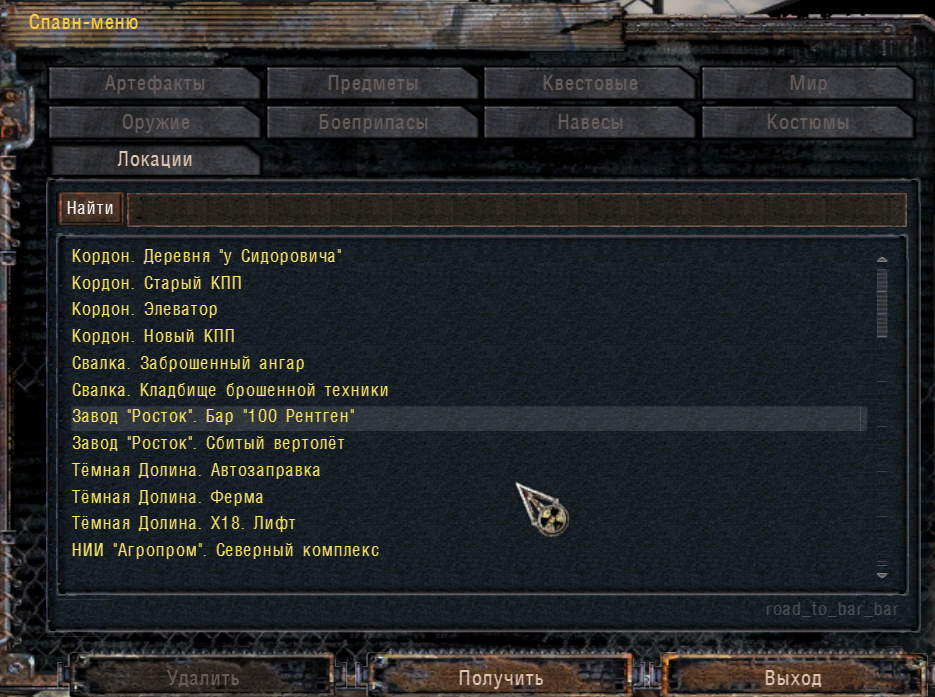 Спавн-меню
Артефакты Предметы Квестовые Мир
Оружие Боеприпасы Навесы Костюмы
Локации
Найти
Кордон. Деревня "у Сидоровича"
Кордон. Старый КПП
Кордон. Элеватор
Кордон. Новый КПП
Свалка. Заброшенный ангар
Свалка. Кладбище брошенной техники
Завод "Росток". Бар "100 Рентген"
Завод "Росток". Сбитый вертолёт
Тёмная Долина. Автозаправка
Тёмная Долина. Ферма
Тёмная Долина. Х18. Лифт
НИИ "Агропром". Северный комплекс
road_to_bar_bar
Удалить Получить Выход